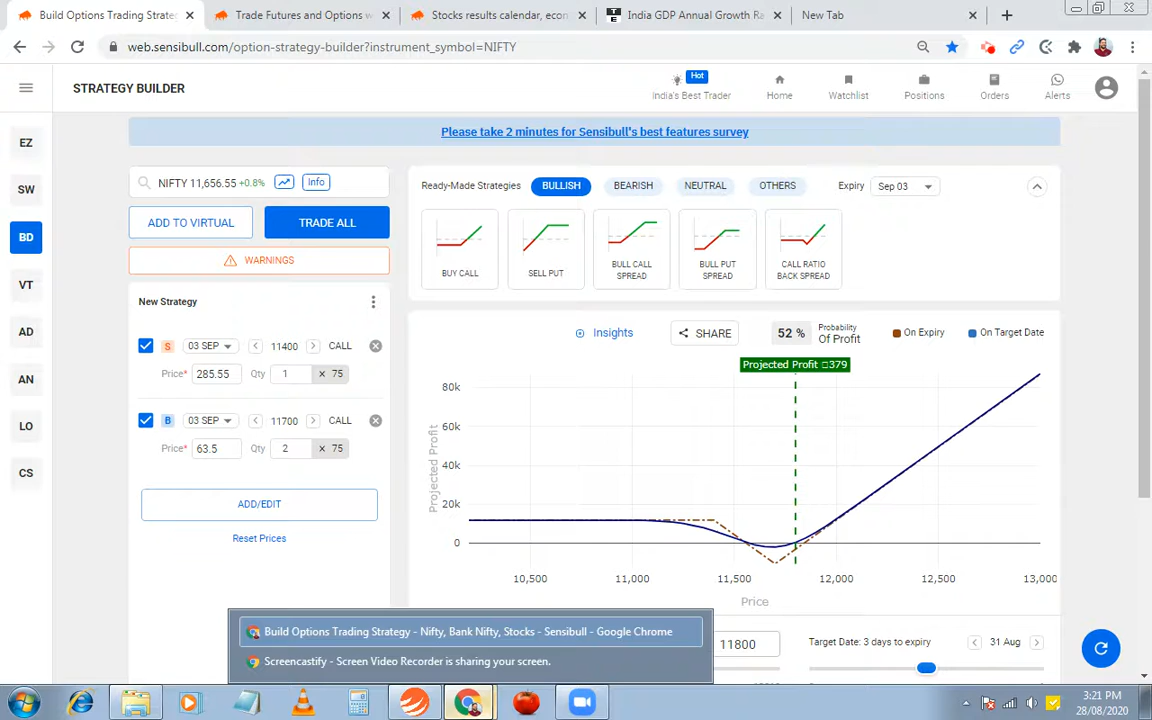 Build Options Trading Strateg
Trade Futures and Options w
Stocks results calendar, econ
India GDP Annual Growth Ra
New Tab
web.sensibull.com/option-strategy-builder?instrument_symbol=NIFTY
STRATEGY BUILDER
Hot
India's Best Trader
Home
Watchlist
Positions
Orders
Alerts
Please take 2 minutes for Sensibull's best features survey
EZ
SW
BD
VT
AD
AN
LO
CS
NIFTY 11,656.55 +0.8%
Info
ADD TO VIRTUAL
TRADE ALL
WARNINGS
New Strategy
S 03 SEP 11400 CALL
Price* 285.55 Qty 1 × 75
B 03 SEP 11700 CALL
Price* 63.5 Qty 2 × 75
ADD/EDIT
Reset Prices
Ready-Made Strategies
BULLISH
BEARISH
NEUTRAL
OTHERS
Expiry Sep 03
BUY CALL
SELL PUT
BULL CALL
SPREAD
BULL PUT
SPREAD
CALL RATIO
BACK SPREAD
Insights
SHARE
52 %
Probability
Of Profit
On Expiry
On Target Date
Projected Profit □379
Projected Profit
80k
60k
40k
20k
0
10,500
11,000
11,500
12,000
12,500
13,000
Price
11800
Target Date: 3 days to expiry
31 Aug
Build Options Trading Strategy - Nifty, Bank Nifty, Stocks - Sensibull - Google Chrome
Screencastify - Screen Video Recorder is sharing your screen.
3:21 PM
28/08/2020